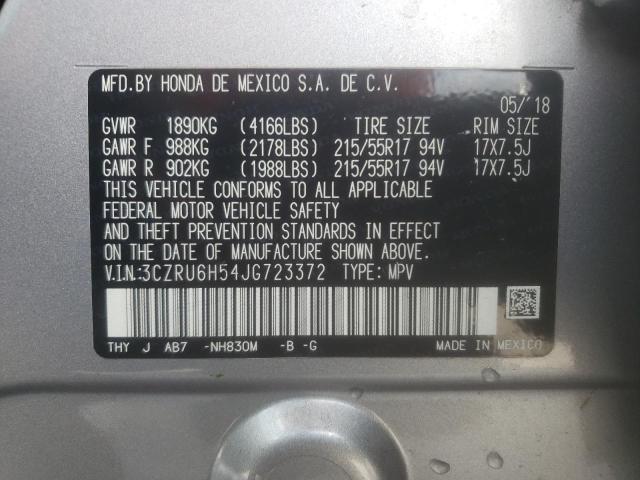 MFD.BY HONDA DE MEXICO S.A. DE C.V.
05/'18
GVWR 1890KG (4166LBS) TIRE SIZE RIM SIZE
GAWR F 988KG (2178LBS) 215/55R17 94V 17X7.5J
GAWR R 902KG (1988LBS) 215/55R17 94V 17X7.5J
THIS VEHICLE CONFORMS TO ALL APPLICABLE
FEDERAL MOTOR VEHICLE SAFETY
AND THEFT PREVENTION STANDARDS IN EFFECT
ON THE DATE OF MANUFACTURE SHOWN ABOVE.
V.I.N:3CZRU6H54JG723372 TYPE: MPV
THY J AB7 -NH830M -B -G MADE IN MEXICO